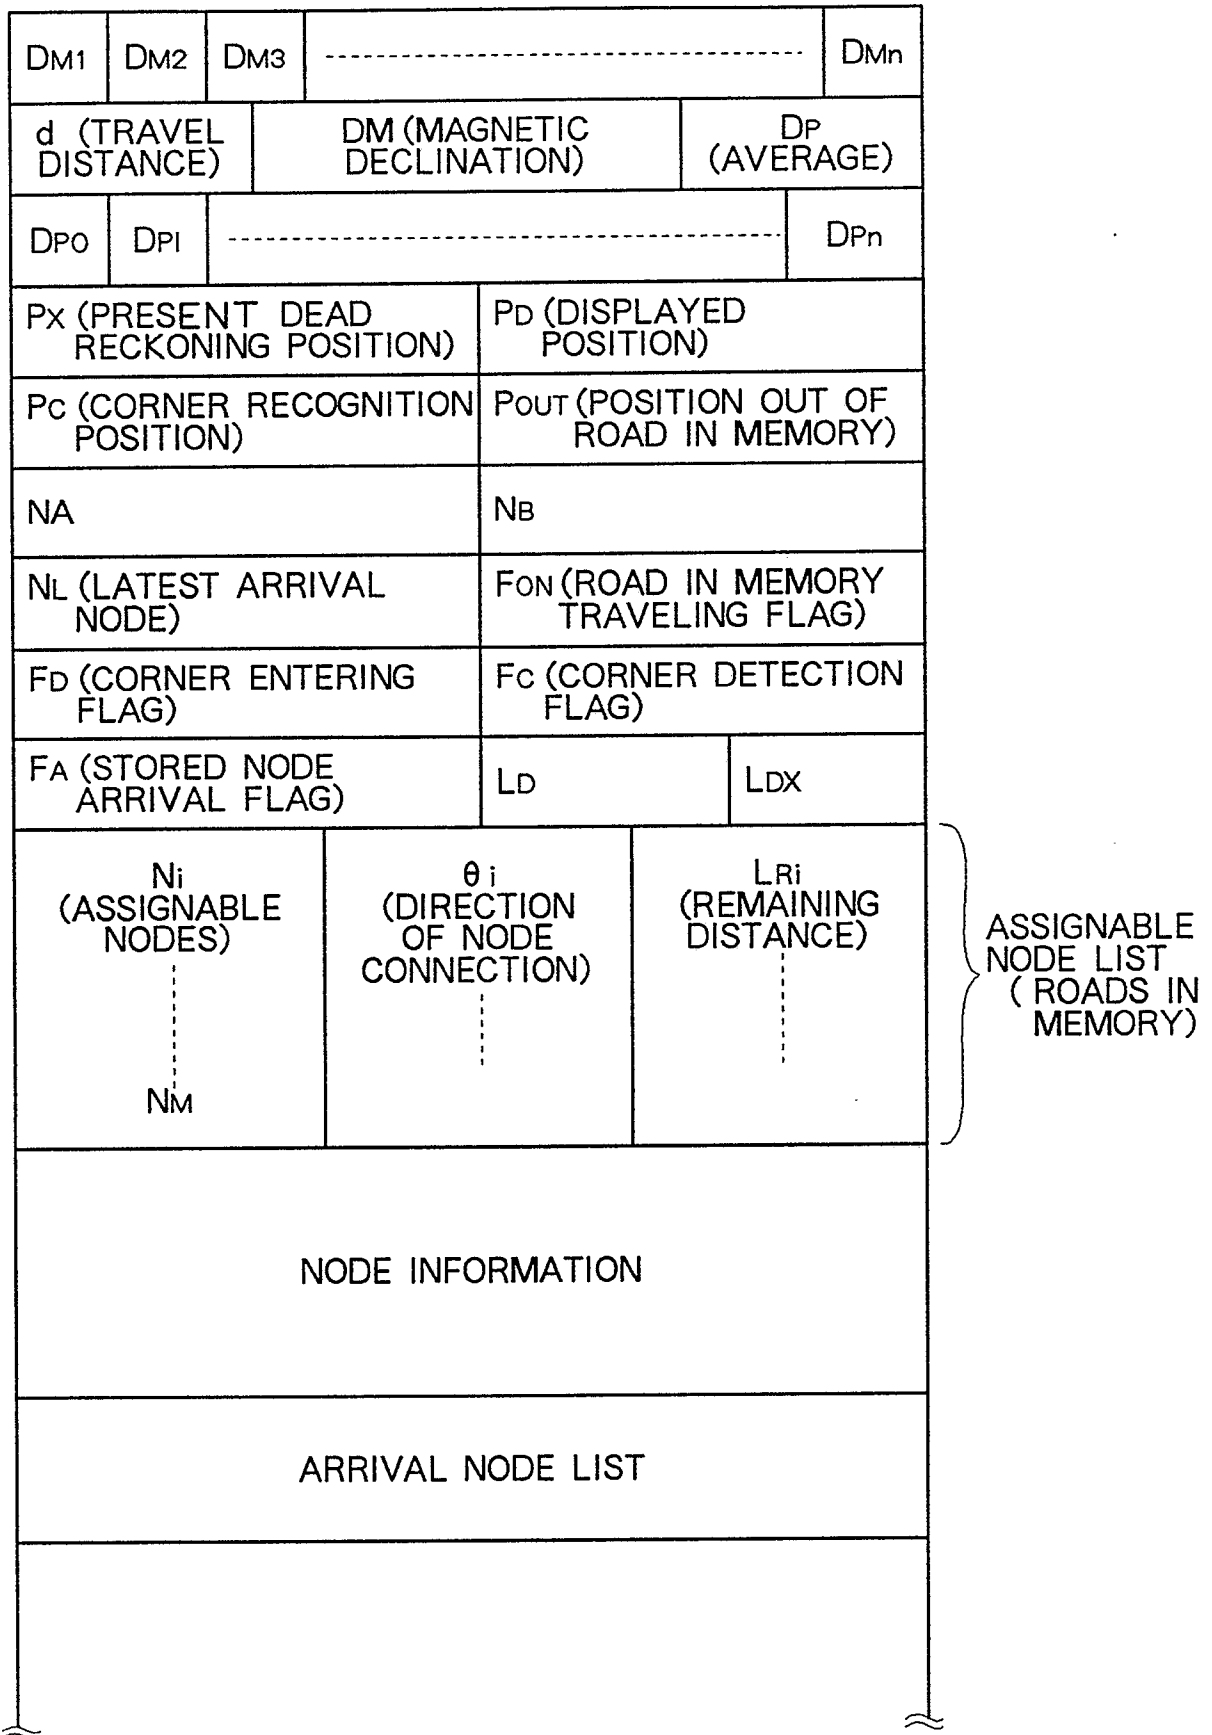 DM1 DM2 DM3 DMn
d (TRAVEL
DISTANCE)
DM (MAGNETIC
DECLINATION)
DP
(AVERAGE)
DP0 DP1 DPn
PX (PRESENT DEAD
RECKONING POSITION)
PD (DISPLAYED
POSITION)
PC (CORNER RECOGNITION
POSITION)
POUT (POSITION OUT OF
ROAD IN MEMORY)
NA
NB
NL (LATEST ARRIVAL
NODE)
FON (ROAD IN MEMORY
TRAVELING FLAG)
FD (CORNER ENTERING
FLAG)
FC (CORNER DETECTION
FLAG)
FA (STORED NODE
ARRIVAL FLAG)
LD
LDX
Ni
(ASSIGNABLE
NODES)
NM
θi
(DIRECTION
OF NODE
CONNECTION)
LRi
(REMAINING
DISTANCE)
ASSIGNABLE
NODE LIST
(ROADS IN
MEMORY)
NODE INFORMATION
ARRIVAL NODE LIST